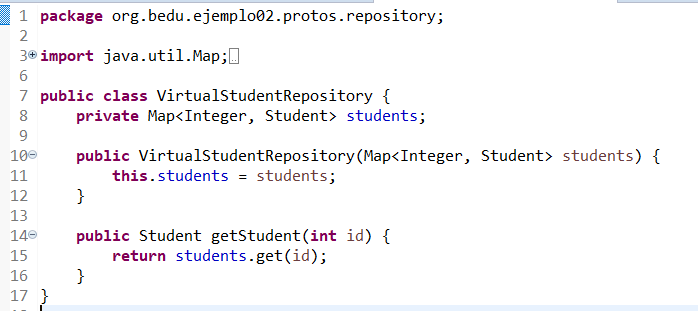 1 package org.bedu.ejemplo02.protos.repository;
2
3 import java.util.Map;
6
7 public class VirtualStudentRepository {
8     private Map<Integer, Student> students;
9
10     public VirtualStudentRepository(Map<Integer, Student> students) {
11         this.students = students;
12     }
13
14     public Student getStudent(int id) {
15         return students.get(id);
16     }
17 }